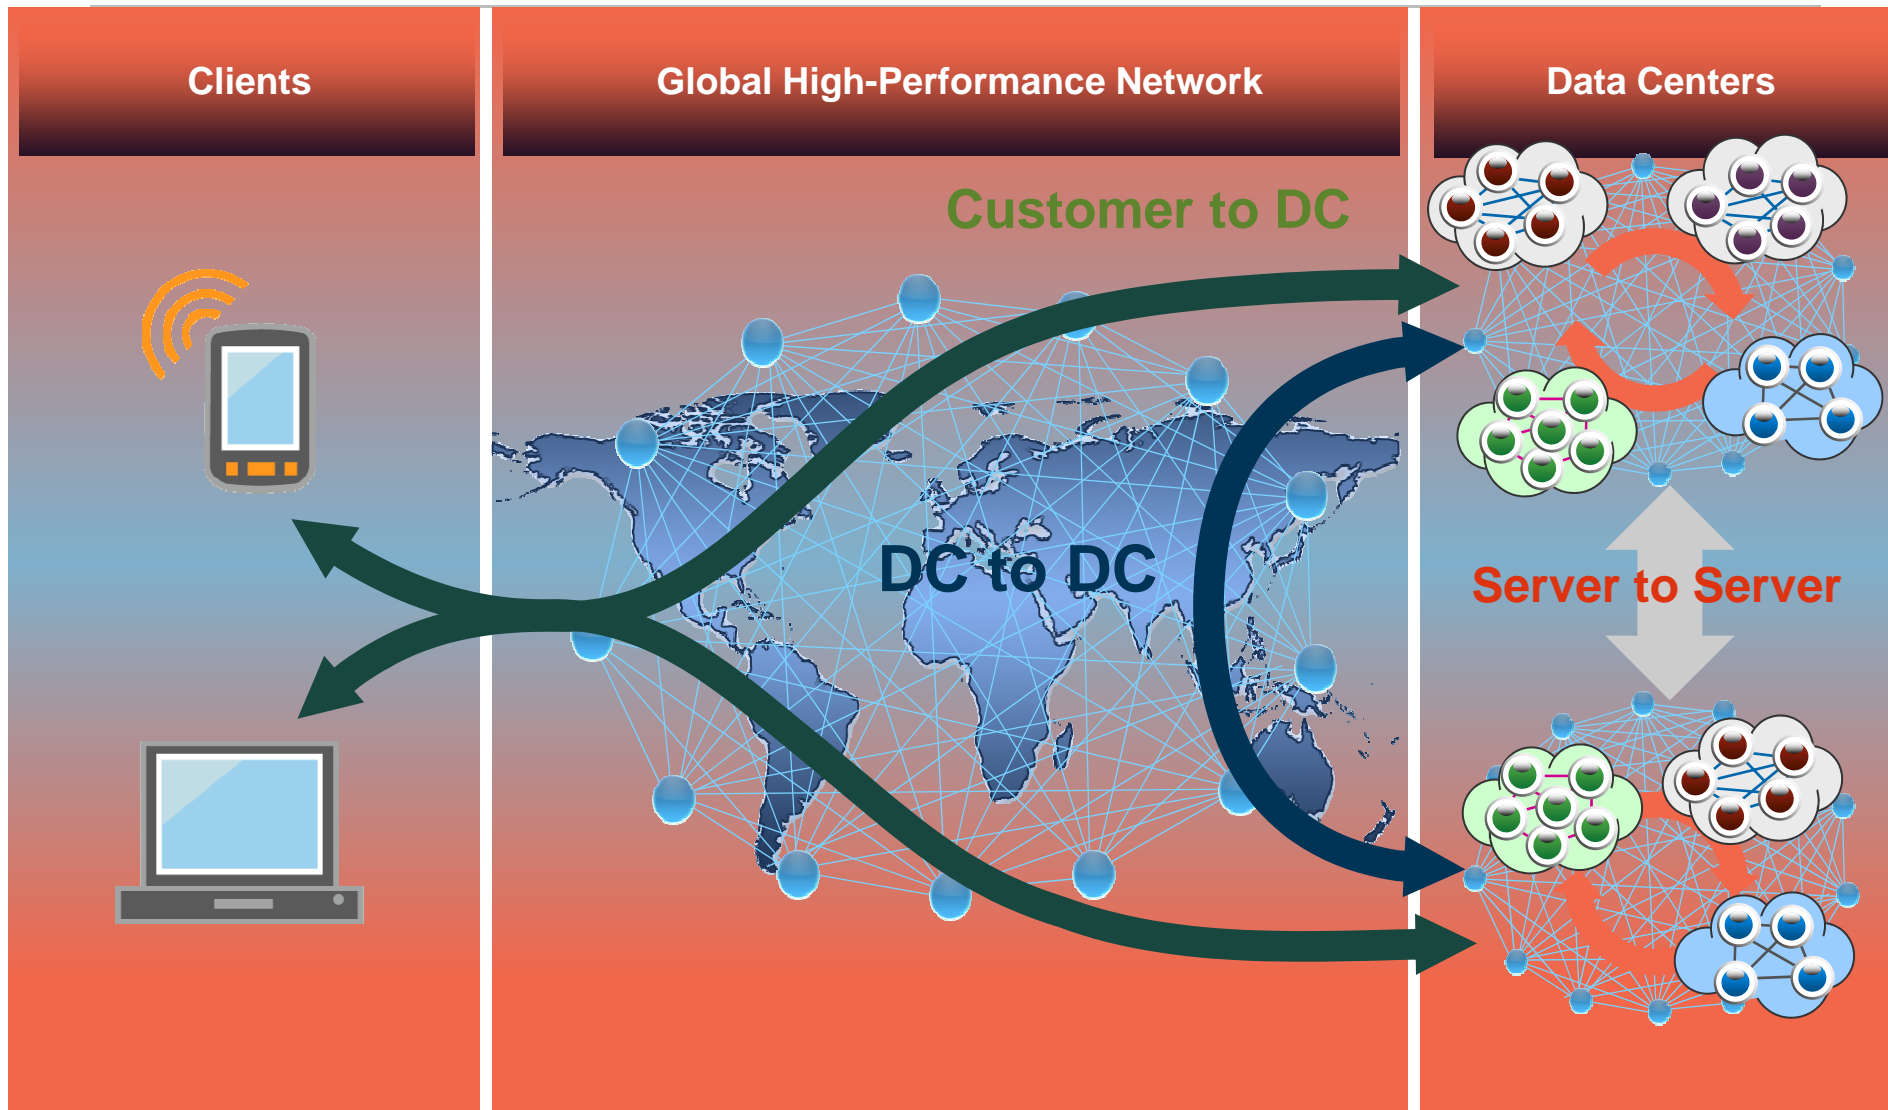 Clients
Global High-Performance Network
Data Centers
Customer to DC
DC to DC
Server to Server